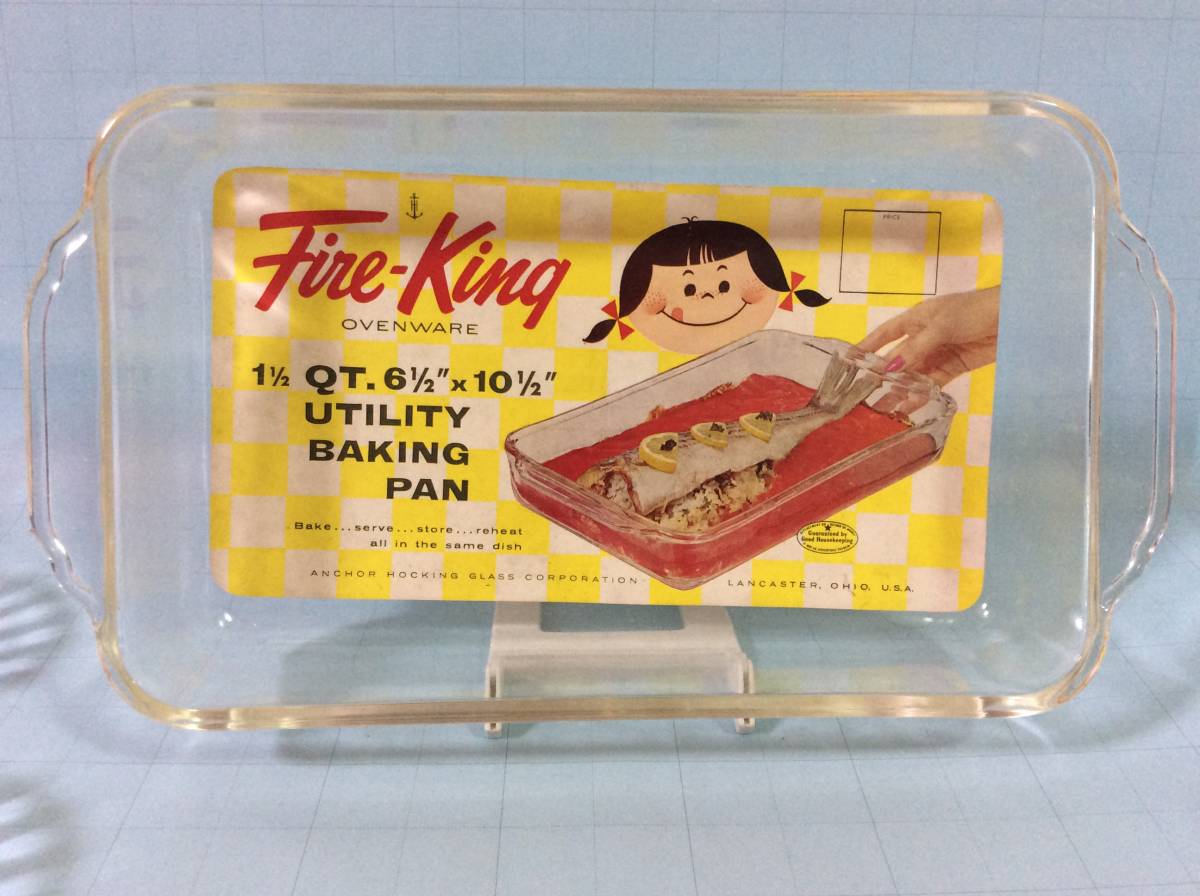 Fire-King
OVENWARE
PRICE
1½ QT. 6½" x 10½"
UTILITY
BAKING
PAN
Bake...serve...store...reheat
all in the same dish
Guaranteed by
Good Housekeeping
ANCHOR HOCKING GLASS CORPORATION · LANCASTER, OHIO, U.S.A.